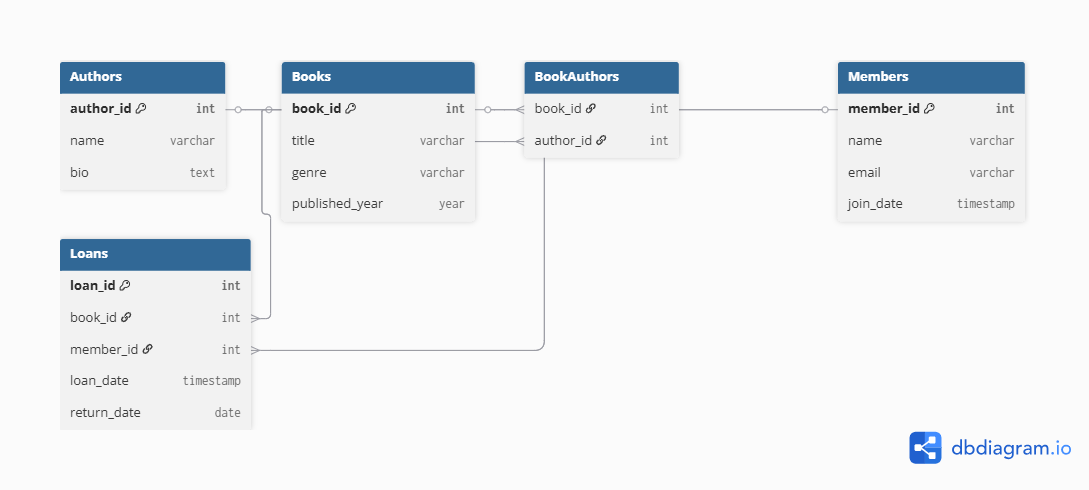 Authors
author_id int
name varchar
bio text
Books
book_id int
title varchar
genre varchar
published_year year
BookAuthors
book_id int
author_id int
Members
member_id int
name varchar
email varchar
join_date timestamp
Loans
loan_id int
book_id int
member_id int
loan_date timestamp
return_date date
dbdiagram.io